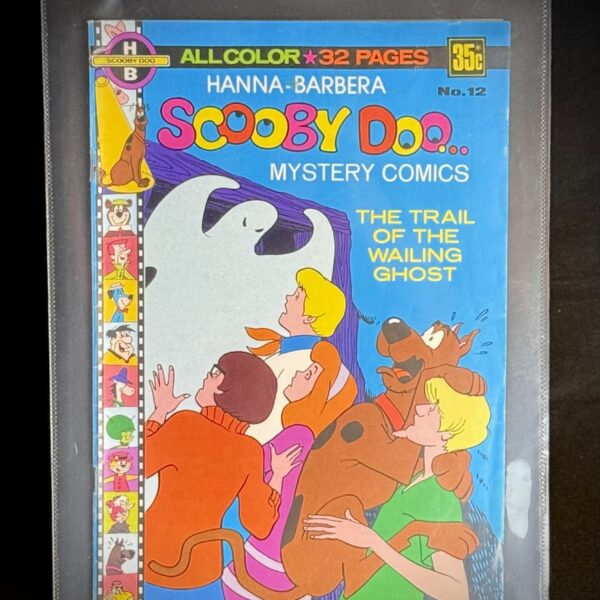 H
SCOOBY DOO
B
ALL COLOR ★ 32 PAGES
35¢
HANNA-BARBERA
No. 12
SCOOBY DOO...
MYSTERY COMICS
THE TRAIL
OF THE
WAILING
GHOST